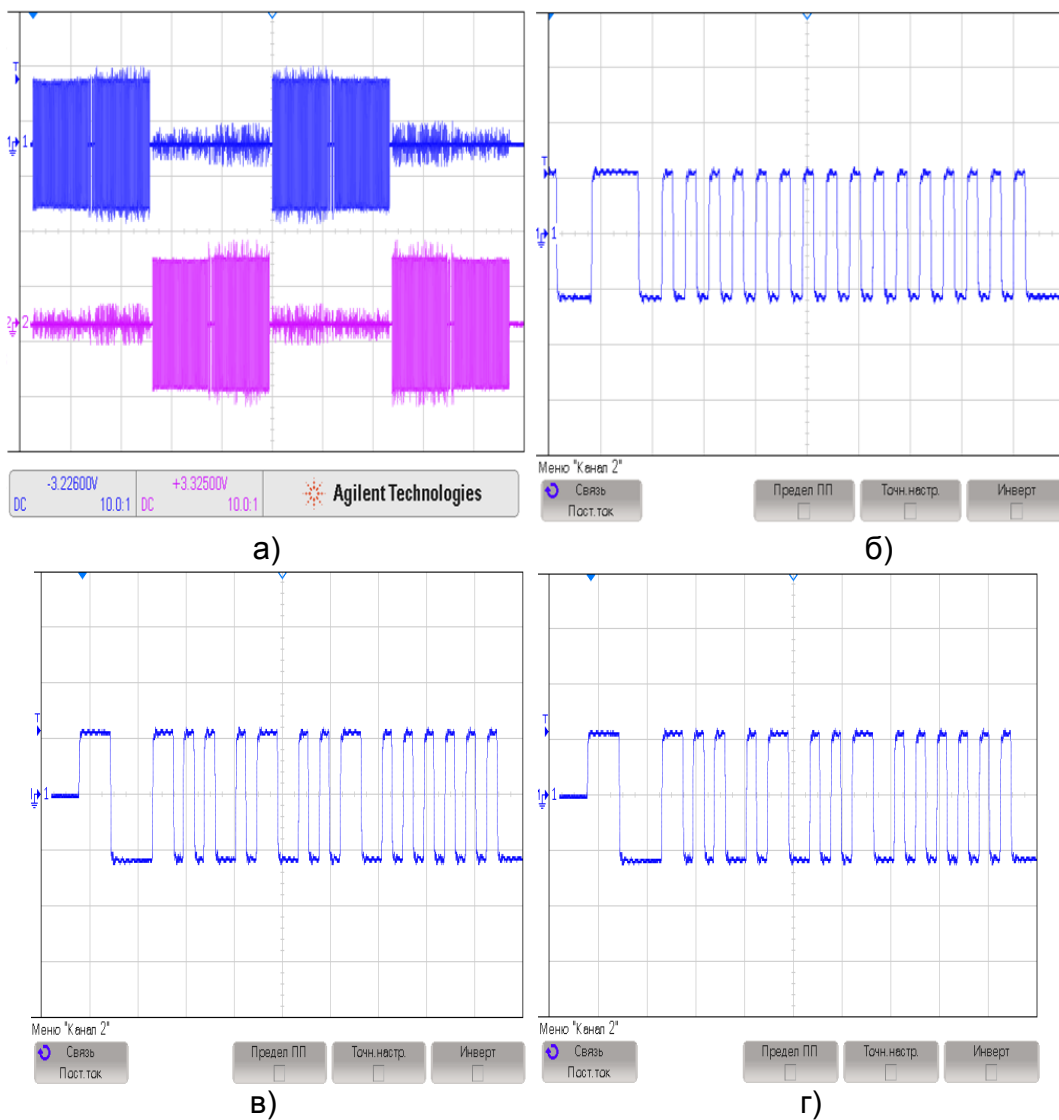 T
1
2
-3.22600V +3.32500V
DC 10.0:1 DC 10.0:1
Agilent Technologies
а)
T
1
Меню "Канал 2"
Связь Предел ПП Точн.настр. Инверт
Пост.ток
б)
T
1
Меню "Канал 2"
Связь Предел ПП Точн.настр. Инверт
Пост.ток
в)
T
1
Меню "Канал 2"
Связь Предел ПП Точн.настр. Инверт
Пост.ток
г)